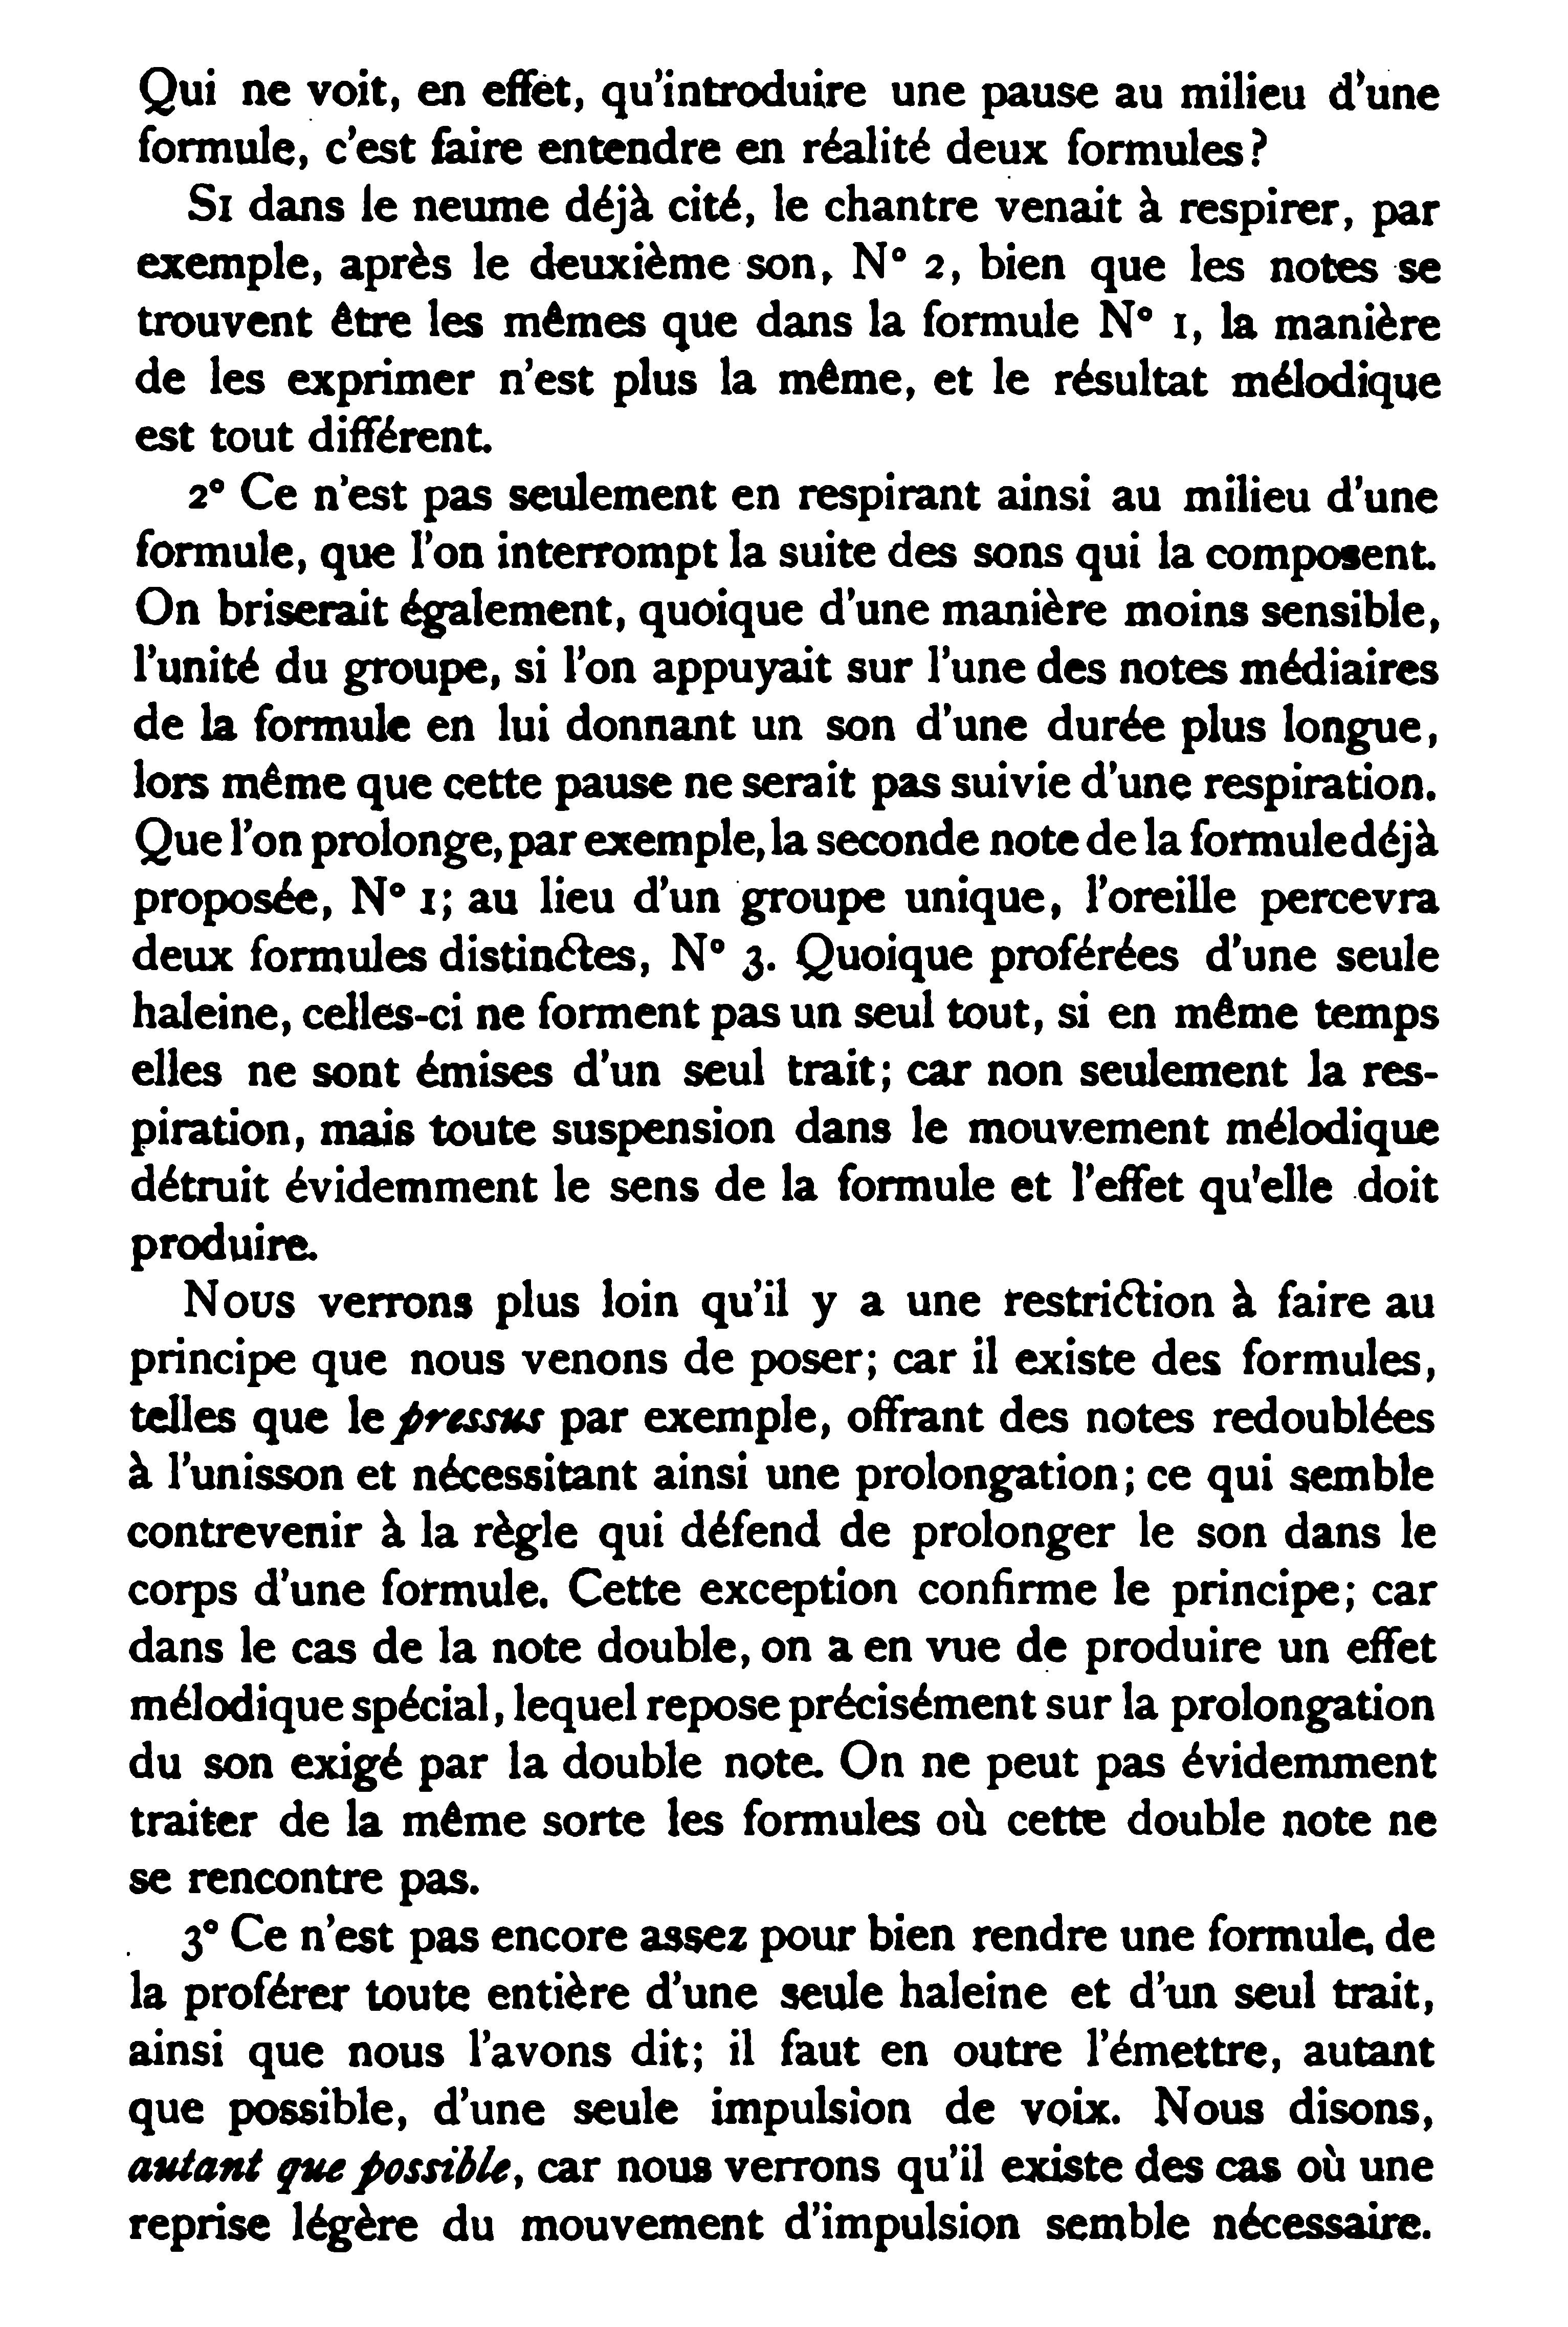 Qui ne voit, en effet, qu'introduire une pause au milieu d'une
formule, c'est faire entendre en réalité deux formules?
SI dans le neume déjà cité, le chantre venait à respirer, par
exemple, après le deuxième son, N° 2, bien que les notes se
trouvent être les mêmes que dans la formule N° 1, la manière
de les exprimer n'est plus la même, et le résultat mélodique
est tout différent.
2° Ce n'est pas seulement en respirant ainsi au milieu d'une
formule, que l'on interrompt la suite des sons qui la composent.
On briserait également, quoique d'une manière moins sensible,
l'unité du groupe, si l'on appuyait sur l'une des notes médiaires
de la formule en lui donnant un son d'une durée plus longue,
lors même que cette pause ne serait pas suivie d'une respiration.
Que l'on prolonge, par exemple, la seconde note de la formule déjà
proposée, N° 1; au lieu d'un groupe unique, l'oreille percevra
deux formules distinctes, N° 3. Quoique proférées d'une seule
haleine, celles-ci ne forment pas un seul tout, si en même temps
elles ne sont émises d'un seul trait; car non seulement la res-
piration, mais toute suspension dans le mouvement mélodique
détruit évidemment le sens de la formule et l'effet qu'elle doit
produire.
NOUS verrons plus loin qu'il y a une restriction à faire au
principe que nous venons de poser; car il existe des formules,
telles que le pressus par exemple, offrant des notes redoublées
à l'unisson et nécessitant ainsi une prolongation; ce qui semble
contrevenir à la règle qui défend de prolonger le son dans le
corps d'une formule. Cette exception confirme le principe; car
dans le cas de la note double, on a en vue de produire un effet
mélodique spécial, lequel repose précisément sur la prolongation
du son exigé par la double note. On ne peut pas évidemment
traiter de la même sorte les formules où cette double note ne
se rencontre pas.
3° Ce n'est pas encore assez pour bien rendre une formule, de
la proférer toute entière d'une seule haleine et d'un seul trait,
ainsi que nous l'avons dit; il faut en outre l'émettre, autant
que possible, d'une seule impulsion de voix. Nous disons,
autant que possible, car nous verrons qu'il existe des cas où une
reprise légère du mouvement d'impulsion semble nécessaire.